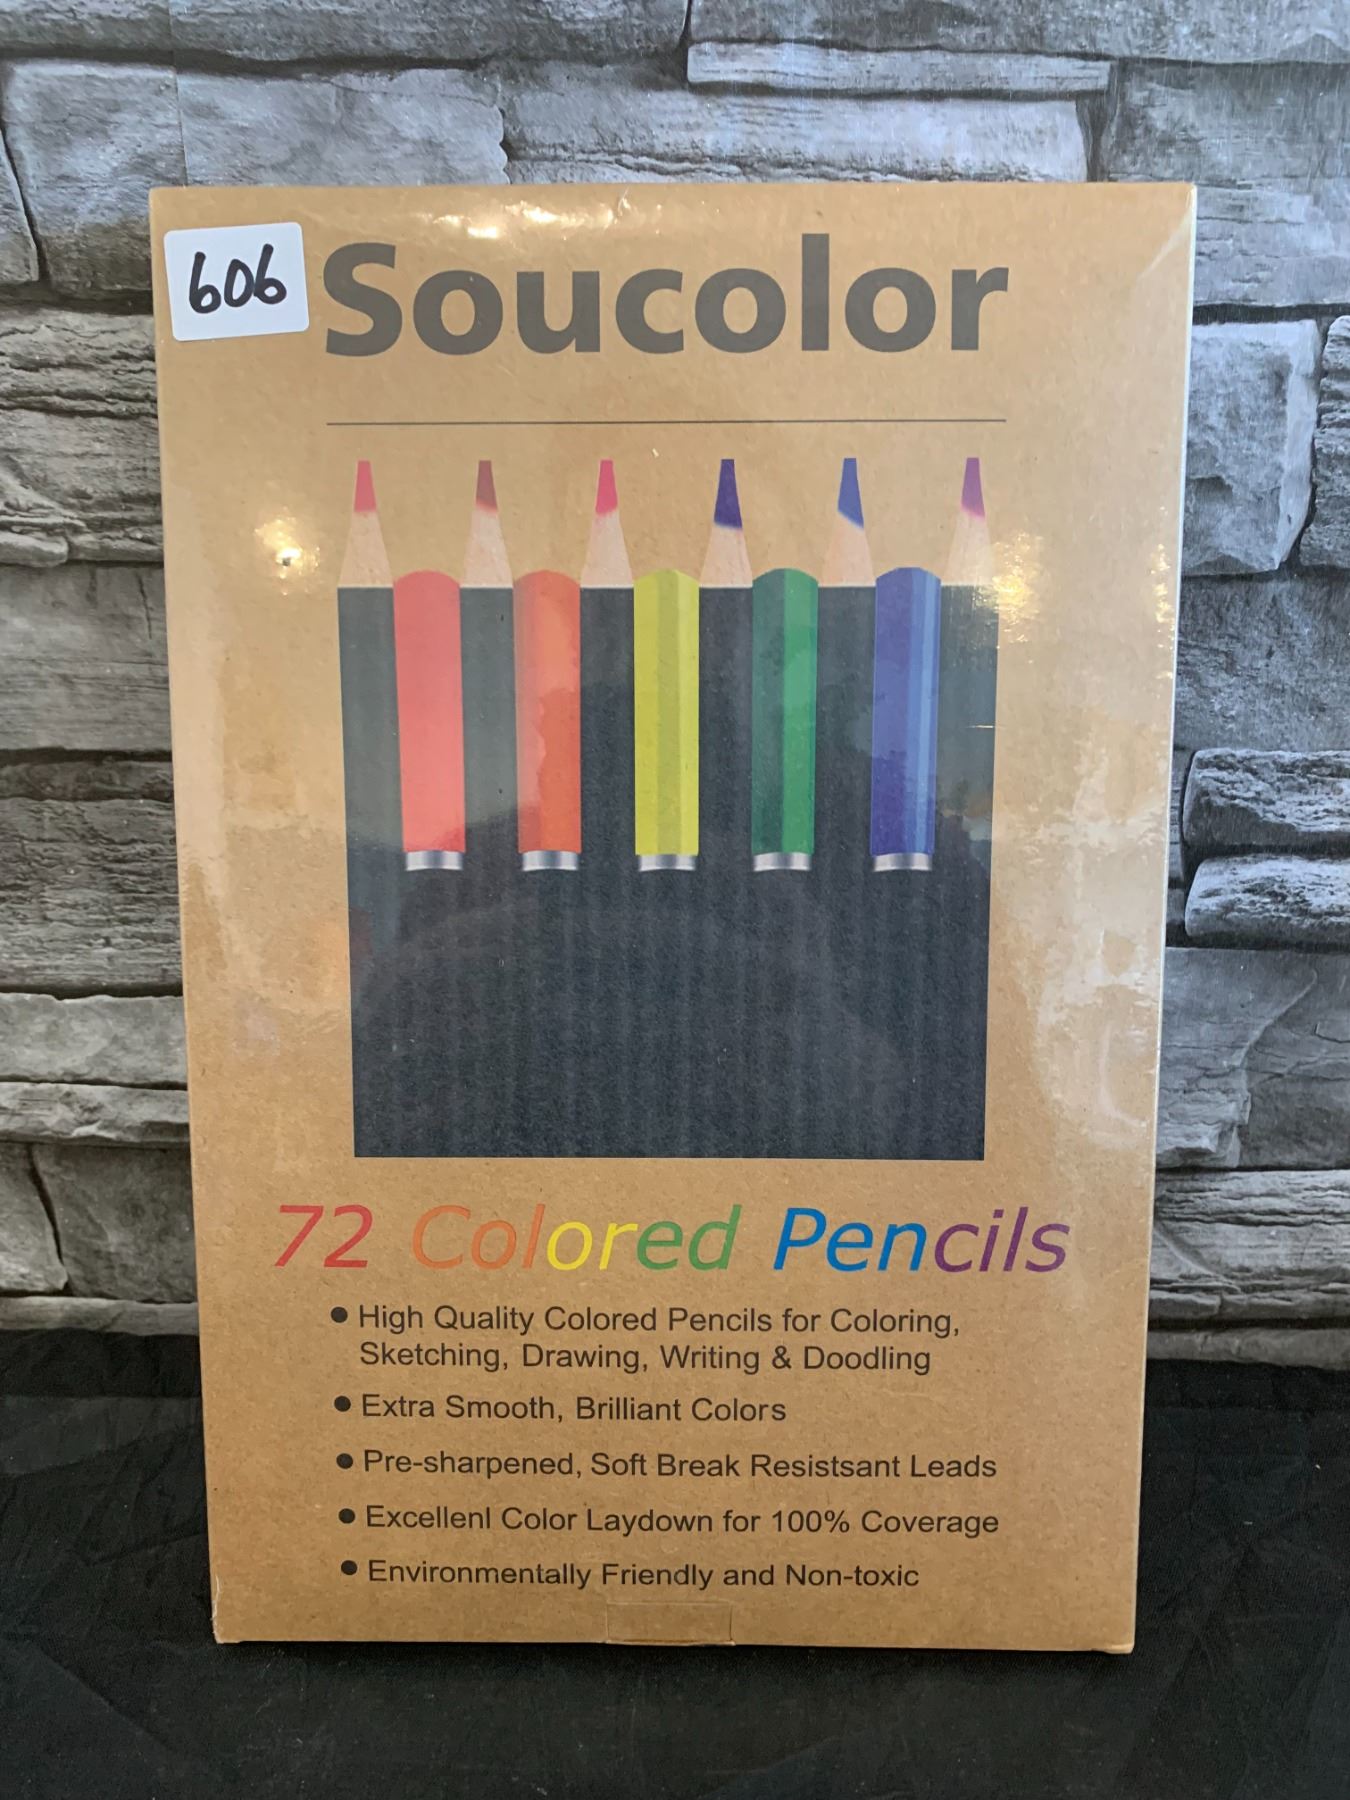 606
Soucolor
72 Colored Pencils
● High Quality Colored Pencils for Coloring,
Sketching, Drawing, Writing & Doodling
● Extra Smooth, Brilliant Colors
● Pre-sharpened, Soft Break Resistsant Leads
● Excellenl Color Laydown for 100% Coverage
● Environmentally Friendly and Non-toxic